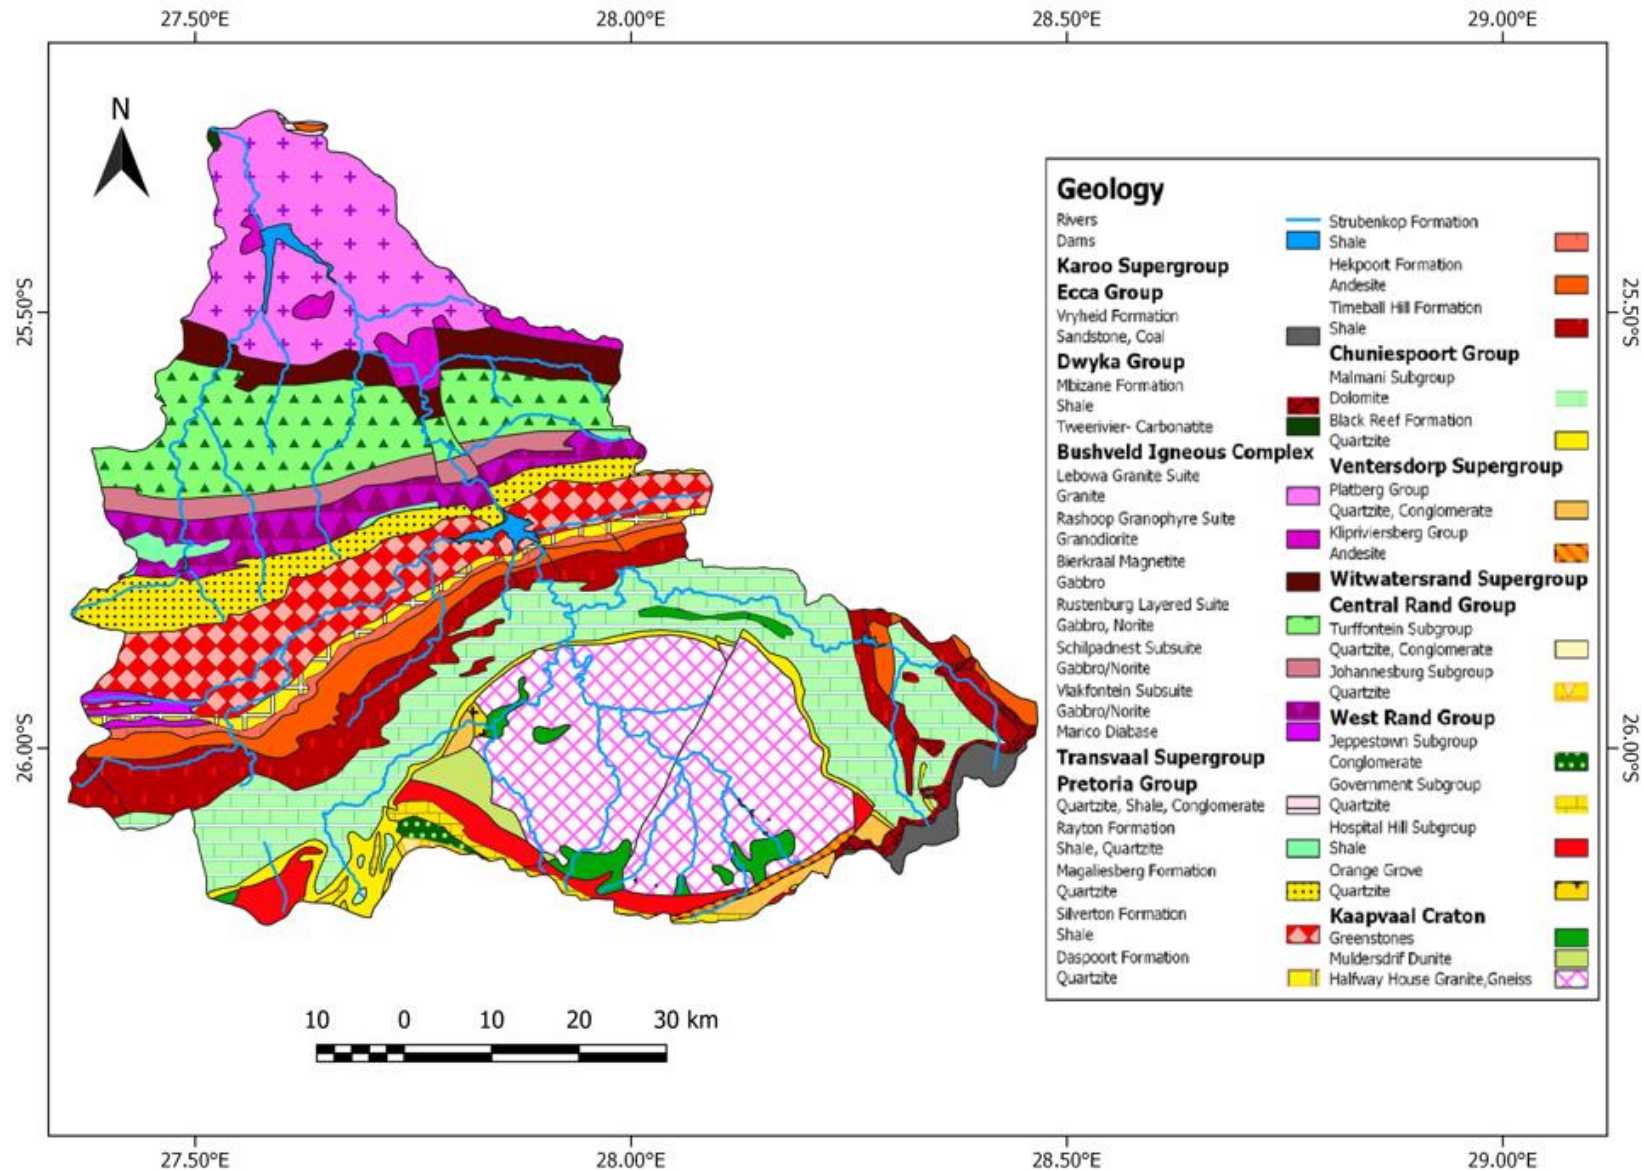 27.50°E 28.00°E 28.50°E 29.00°E
N
25.50°S
26.00°S
25.50°S
26.00°S
Geology
Rivers
Dams
Karoo Supergroup
Ecca Group
Vryheid Formation
Sandstone, Coal
Dwyka Group
Mbizane Formation
Shale
Tweerivier- Carbonatite
Bushveld Igneous Complex
Lebowa Granite Suite
Granite
Rashoop Granophyre Suite
Granodiorite
Bierkraal Magnetite
Gabbro
Rustenburg Layered Suite
Gabbro, Norite
Schilpadnest Subsuite
Gabbro/Norite
Vlakfontein Subsuite
Gabbro/Norite
Marico Diabase
Transvaal Supergroup
Pretoria Group
Quartzite, Shale, Conglomerate
Rayton Formation
Shale, Quartzite
Magaliesberg Formation
Quartzite
Silverton Formation
Shale
Daspoort Formation
Quartzite
Strubenkop Formation
Shale
Hekpoort Formation
Andesite
Timeball Hill Formation
Shale
Chuniespoort Group
Malmani Subgroup
Dolomite
Black Reef Formation
Quartzite
Ventersdorp Supergroup
Platberg Group
Quartzite, Conglomerate
Klipriviersberg Group
Andesite
Witwatersrand Supergroup
Central Rand Group
Turffontein Subgroup
Quartzite, Conglomerate
Johannesburg Subgroup
Quartzite
West Rand Group
Jeppestown Subgroup
Conglomerate
Government Subgroup
Quartzite
Hospital Hill Subgroup
Shale
Orange Grove
Quartzite
Kaapvaal Craton
Greenstones
Muldersdrif Dunite
Halfway House Granite,Gneiss
10 0 10 20 30 km
27.50°E 28.00°E 28.50°E 29.00°E